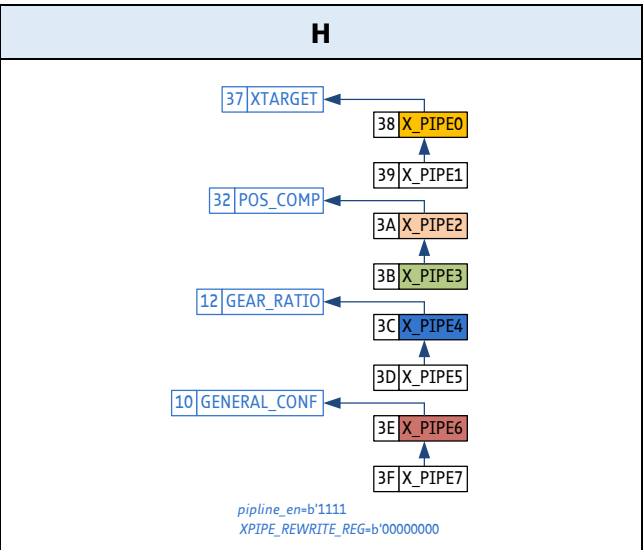 H
37 XTARGET
38 X_PIPE0
39 X_PIPE1
32 POS_COMP
3A X_PIPE2
3B X_PIPE3
12 GEAR_RATIO
3C X_PIPE4
3D X_PIPE5
10 GENERAL_CONF
3E X_PIPE6
3F X_PIPE7
pipline_en=b'1111
XPIPE_REWRITE_REG=b'00000000